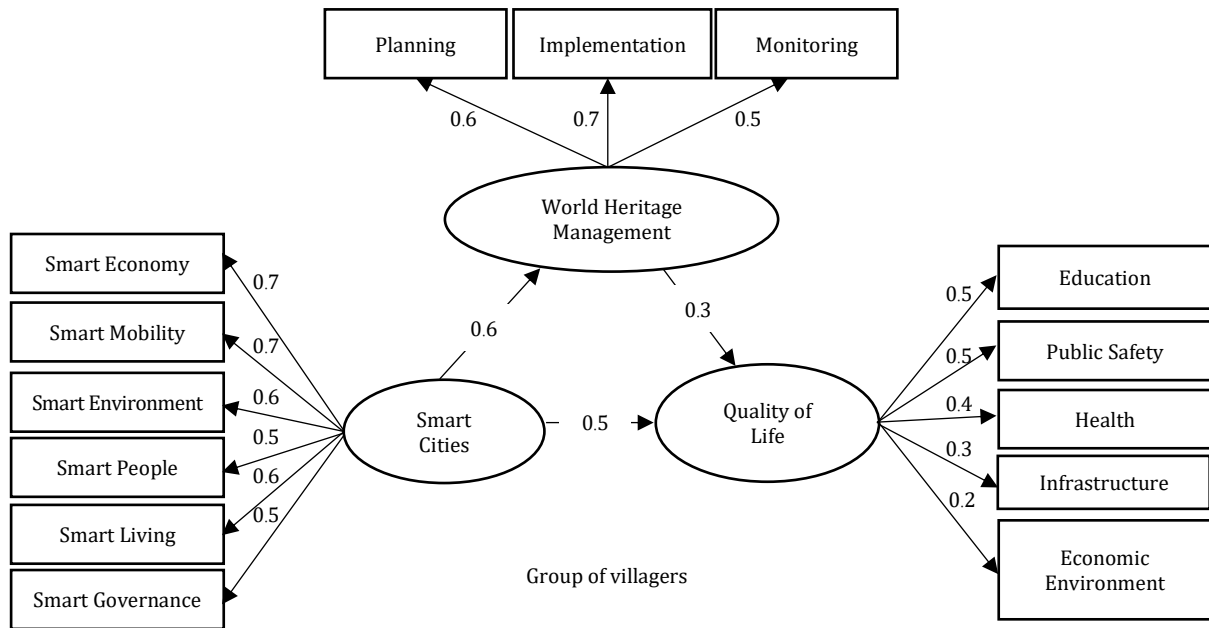 Planning
Implementation
Monitoring
0.6
0.7
0.5
World Heritage
Management
Smart Economy
Smart Mobility
Smart Environment
Smart People
Smart Living
Smart Governance
0.7
0.7
0.6
0.5
0.6
0.5
Smart
Cities
0.6
0.3
0.5
Quality of
Life
0.5
0.5
0.4
0.3
0.2
Education
Public Safety
Health
Infrastructure
Economic
Environment
Group of villagers